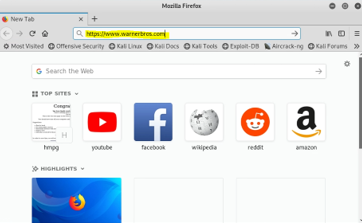 Mozilla Firefox
New Tab
https://www.warnerbros.com
Most Visited Offensive Security Kali Linux Kali Docs Kali Tools Exploit-DB Aircrack-ng Kali Forums
Search the Web
TOP SITES
hmpg youtube facebook wikipedia reddit amazon
HIGHLIGHTS